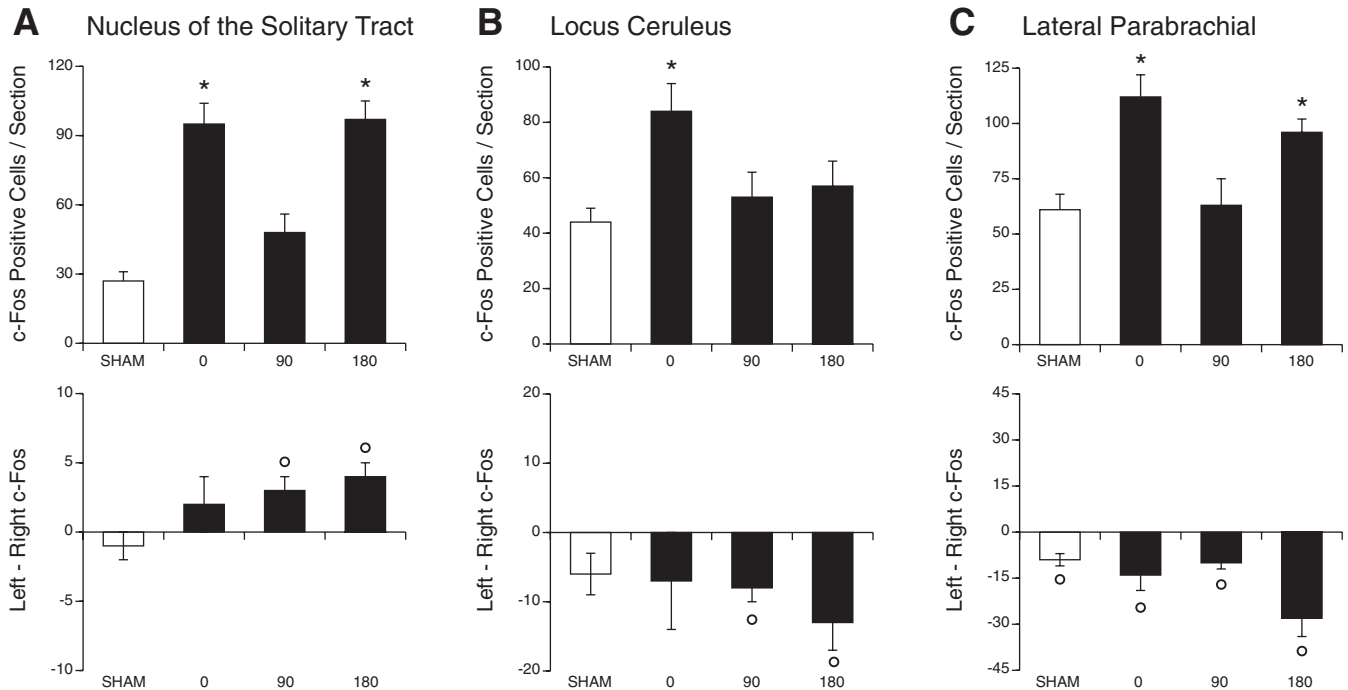 A Nucleus of the Solitary Tract
c-Fos Positive Cells / Section
120
90
60
30
0
* *
SHAM 0 90 180
Left - Right c-Fos
10
5
0
-5
-10
SHAM 0 90 180
B Locus Ceruleus
c-Fos Positive Cells / Section
100
80
60
40
20
0
*
SHAM 0 90 180
Left - Right c-Fos
20
10
0
-10
-20
SHAM 0 90 180
C Lateral Parabrachial
c-Fos Positive Cells / Section
125
100
75
50
25
0
* *
SHAM 0 90 180
Left - Right c-Fos
45
30
15
0
-15
-30
-45
SHAM 0 90 180